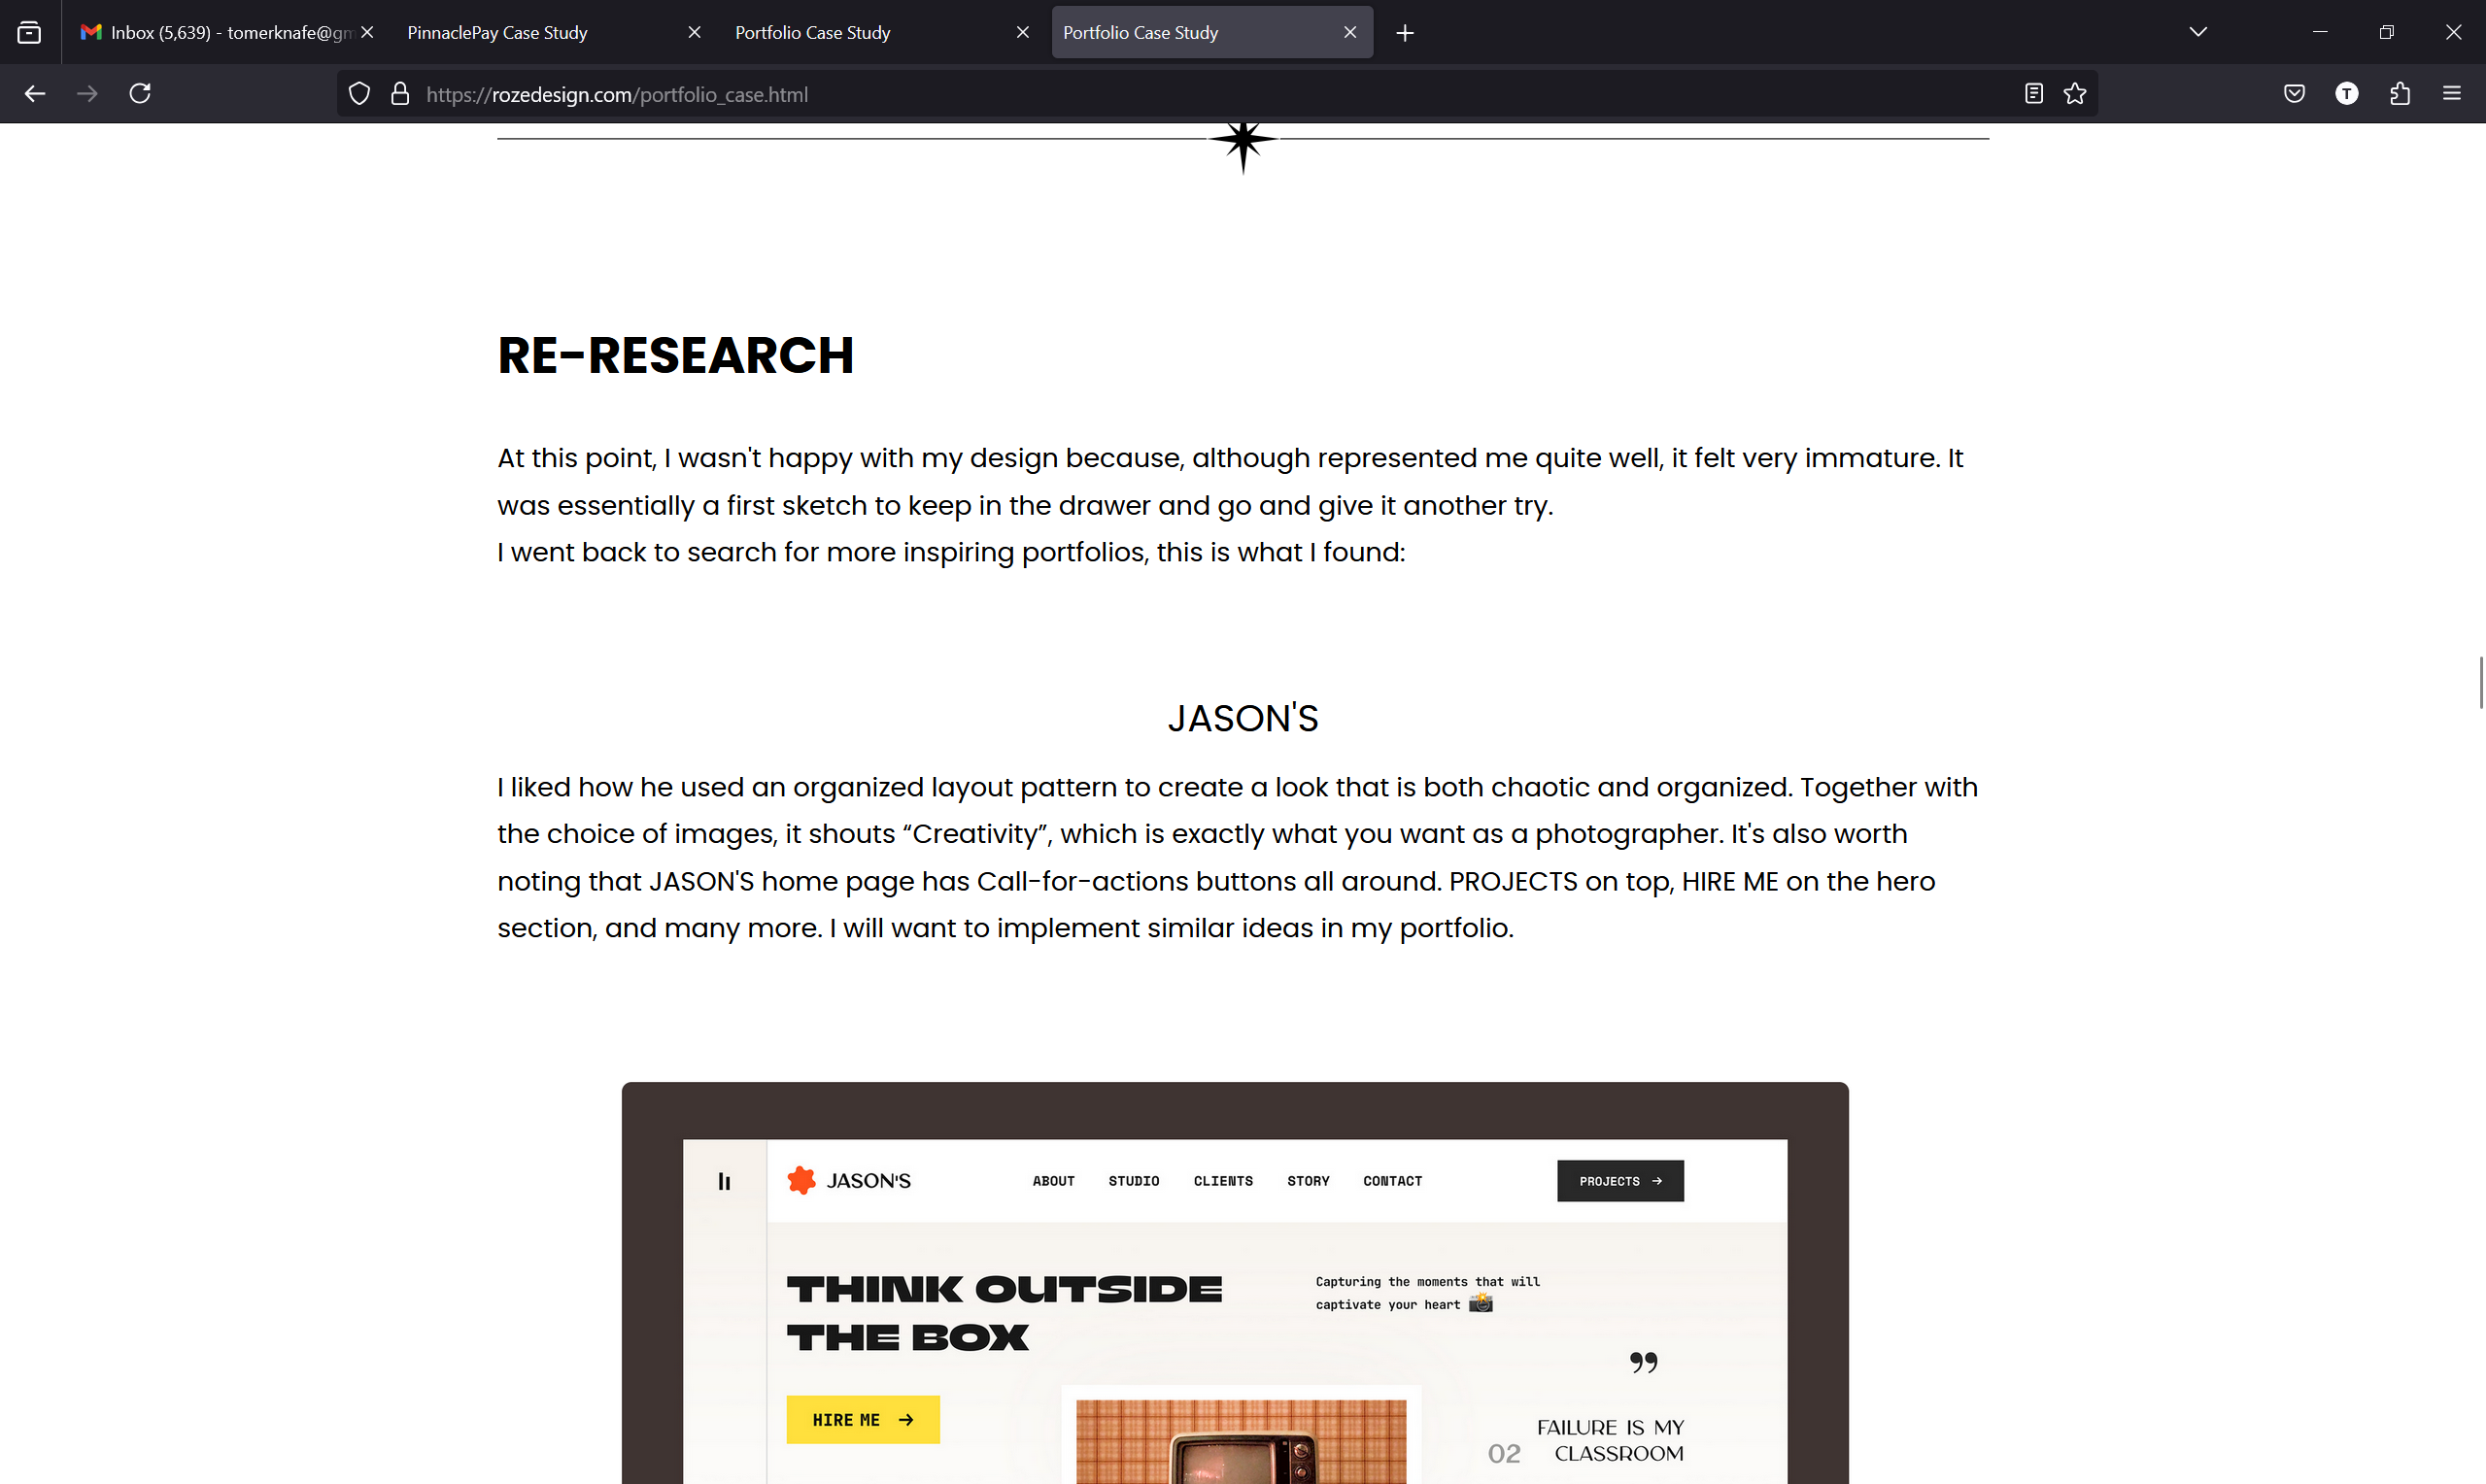 Inbox (5,639) - tomerknafe@gm
PinnaclePay Case Study
Portfolio Case Study
Portfolio Case Study
https://rozedesign.com/portfolio_case.html
T
RE-RESEARCH
At this point, I wasn't happy with my design because, although represented me quite well, it felt very immature. It
was essentially a first sketch to keep in the drawer and go and give it another try.
I went back to search for more inspiring portfolios, this is what I found:
JASON'S
I liked how he used an organized layout pattern to create a look that is both chaotic and organized. Together with
the choice of images, it shouts “Creativity”, which is exactly what you want as a photographer. It's also worth
noting that JASON'S home page has Call-for-actions buttons all around. PROJECTS on top, HIRE ME on the hero
section, and many more. I will want to implement similar ideas in my portfolio.
JASON'S
ABOUT STUDIO CLIENTS STORY CONTACT
PROJECTS →
THINK OUTSIDE
THE BOX
Capturing the moments that will
captivate your heart 📸
”
HIRE ME →
FAILURE IS MY
02 CLASSROOM